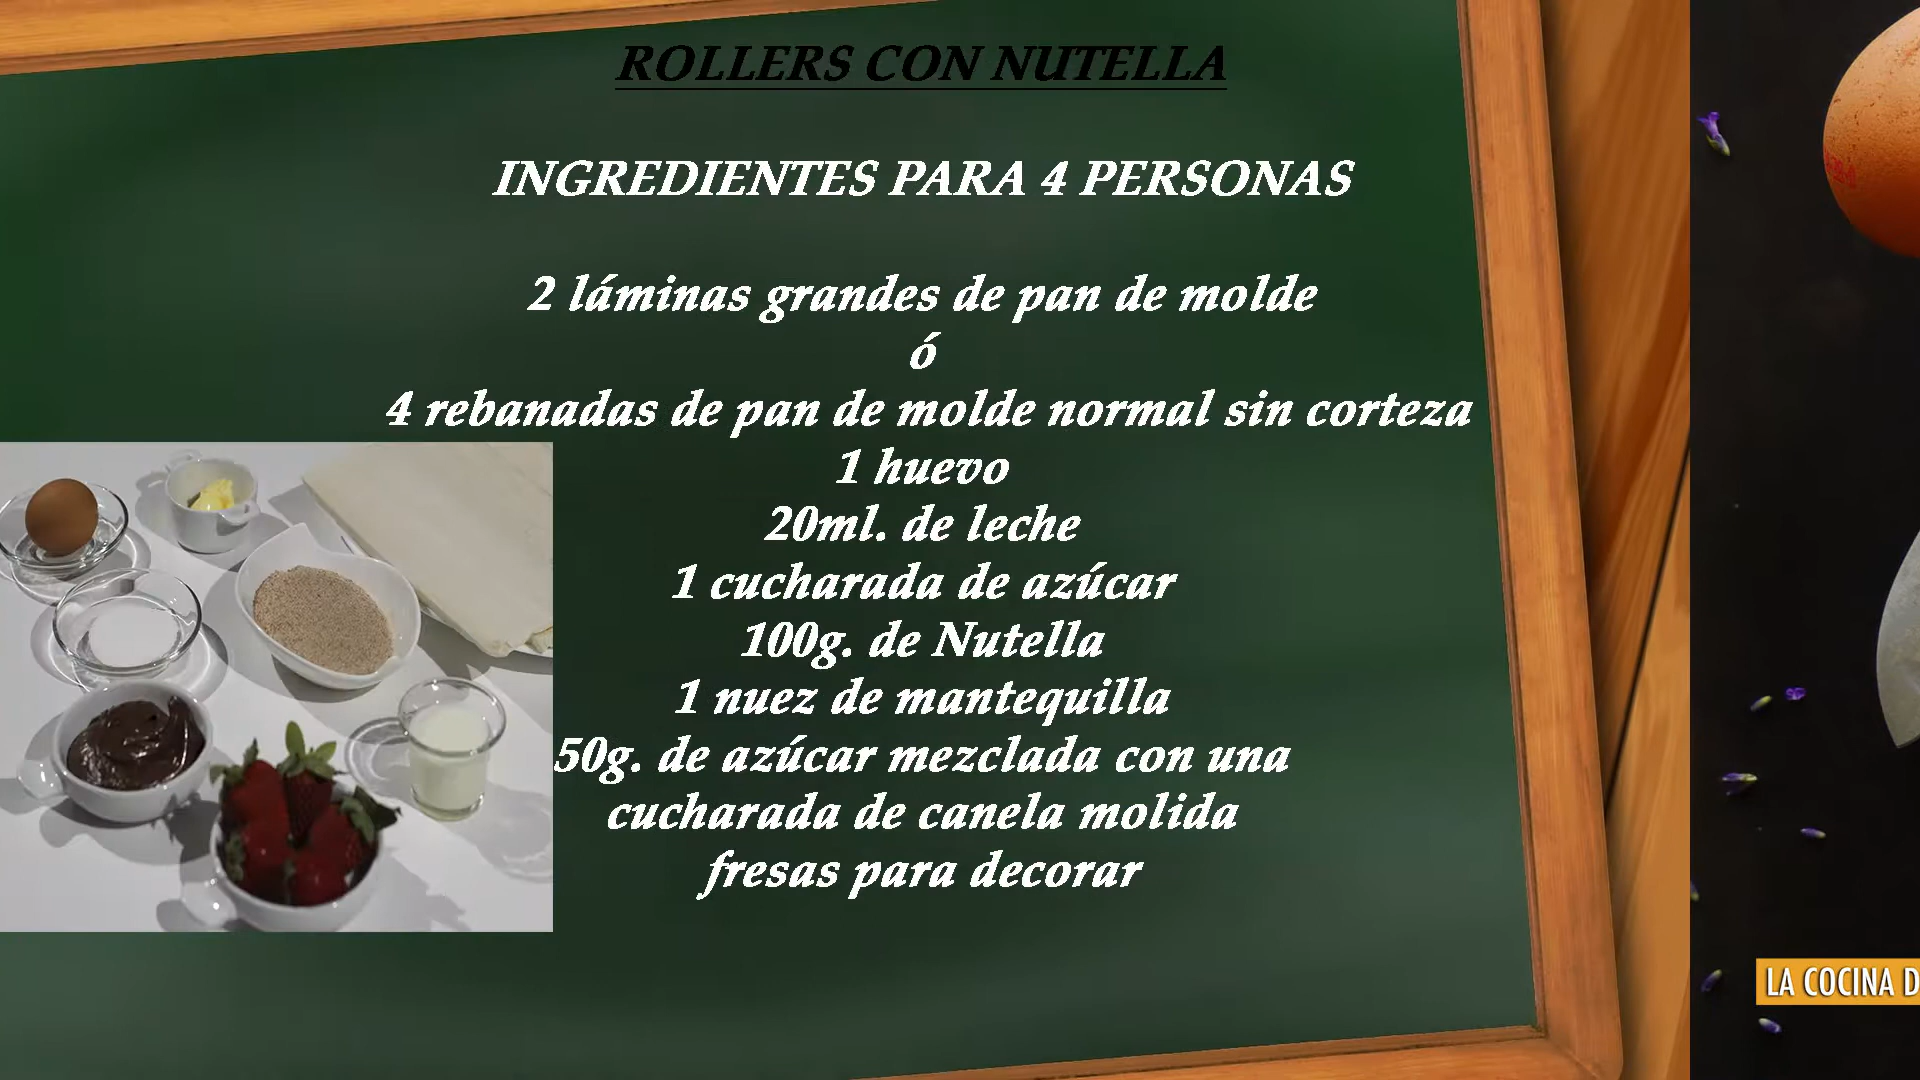 ROLLERS CON NUTELLA
INGREDIENTES PARA 4 PERSONAS
2 láminas grandes de pan de molde
ó
4 rebanadas de pan de molde normal sin corteza
1 huevo
20ml. de leche
1 cucharada de azúcar
100g. de Nutella
1 nuez de mantequilla
50g. de azúcar mezclada con una
cucharada de canela molida
fresas para decorar
LA COCINA D